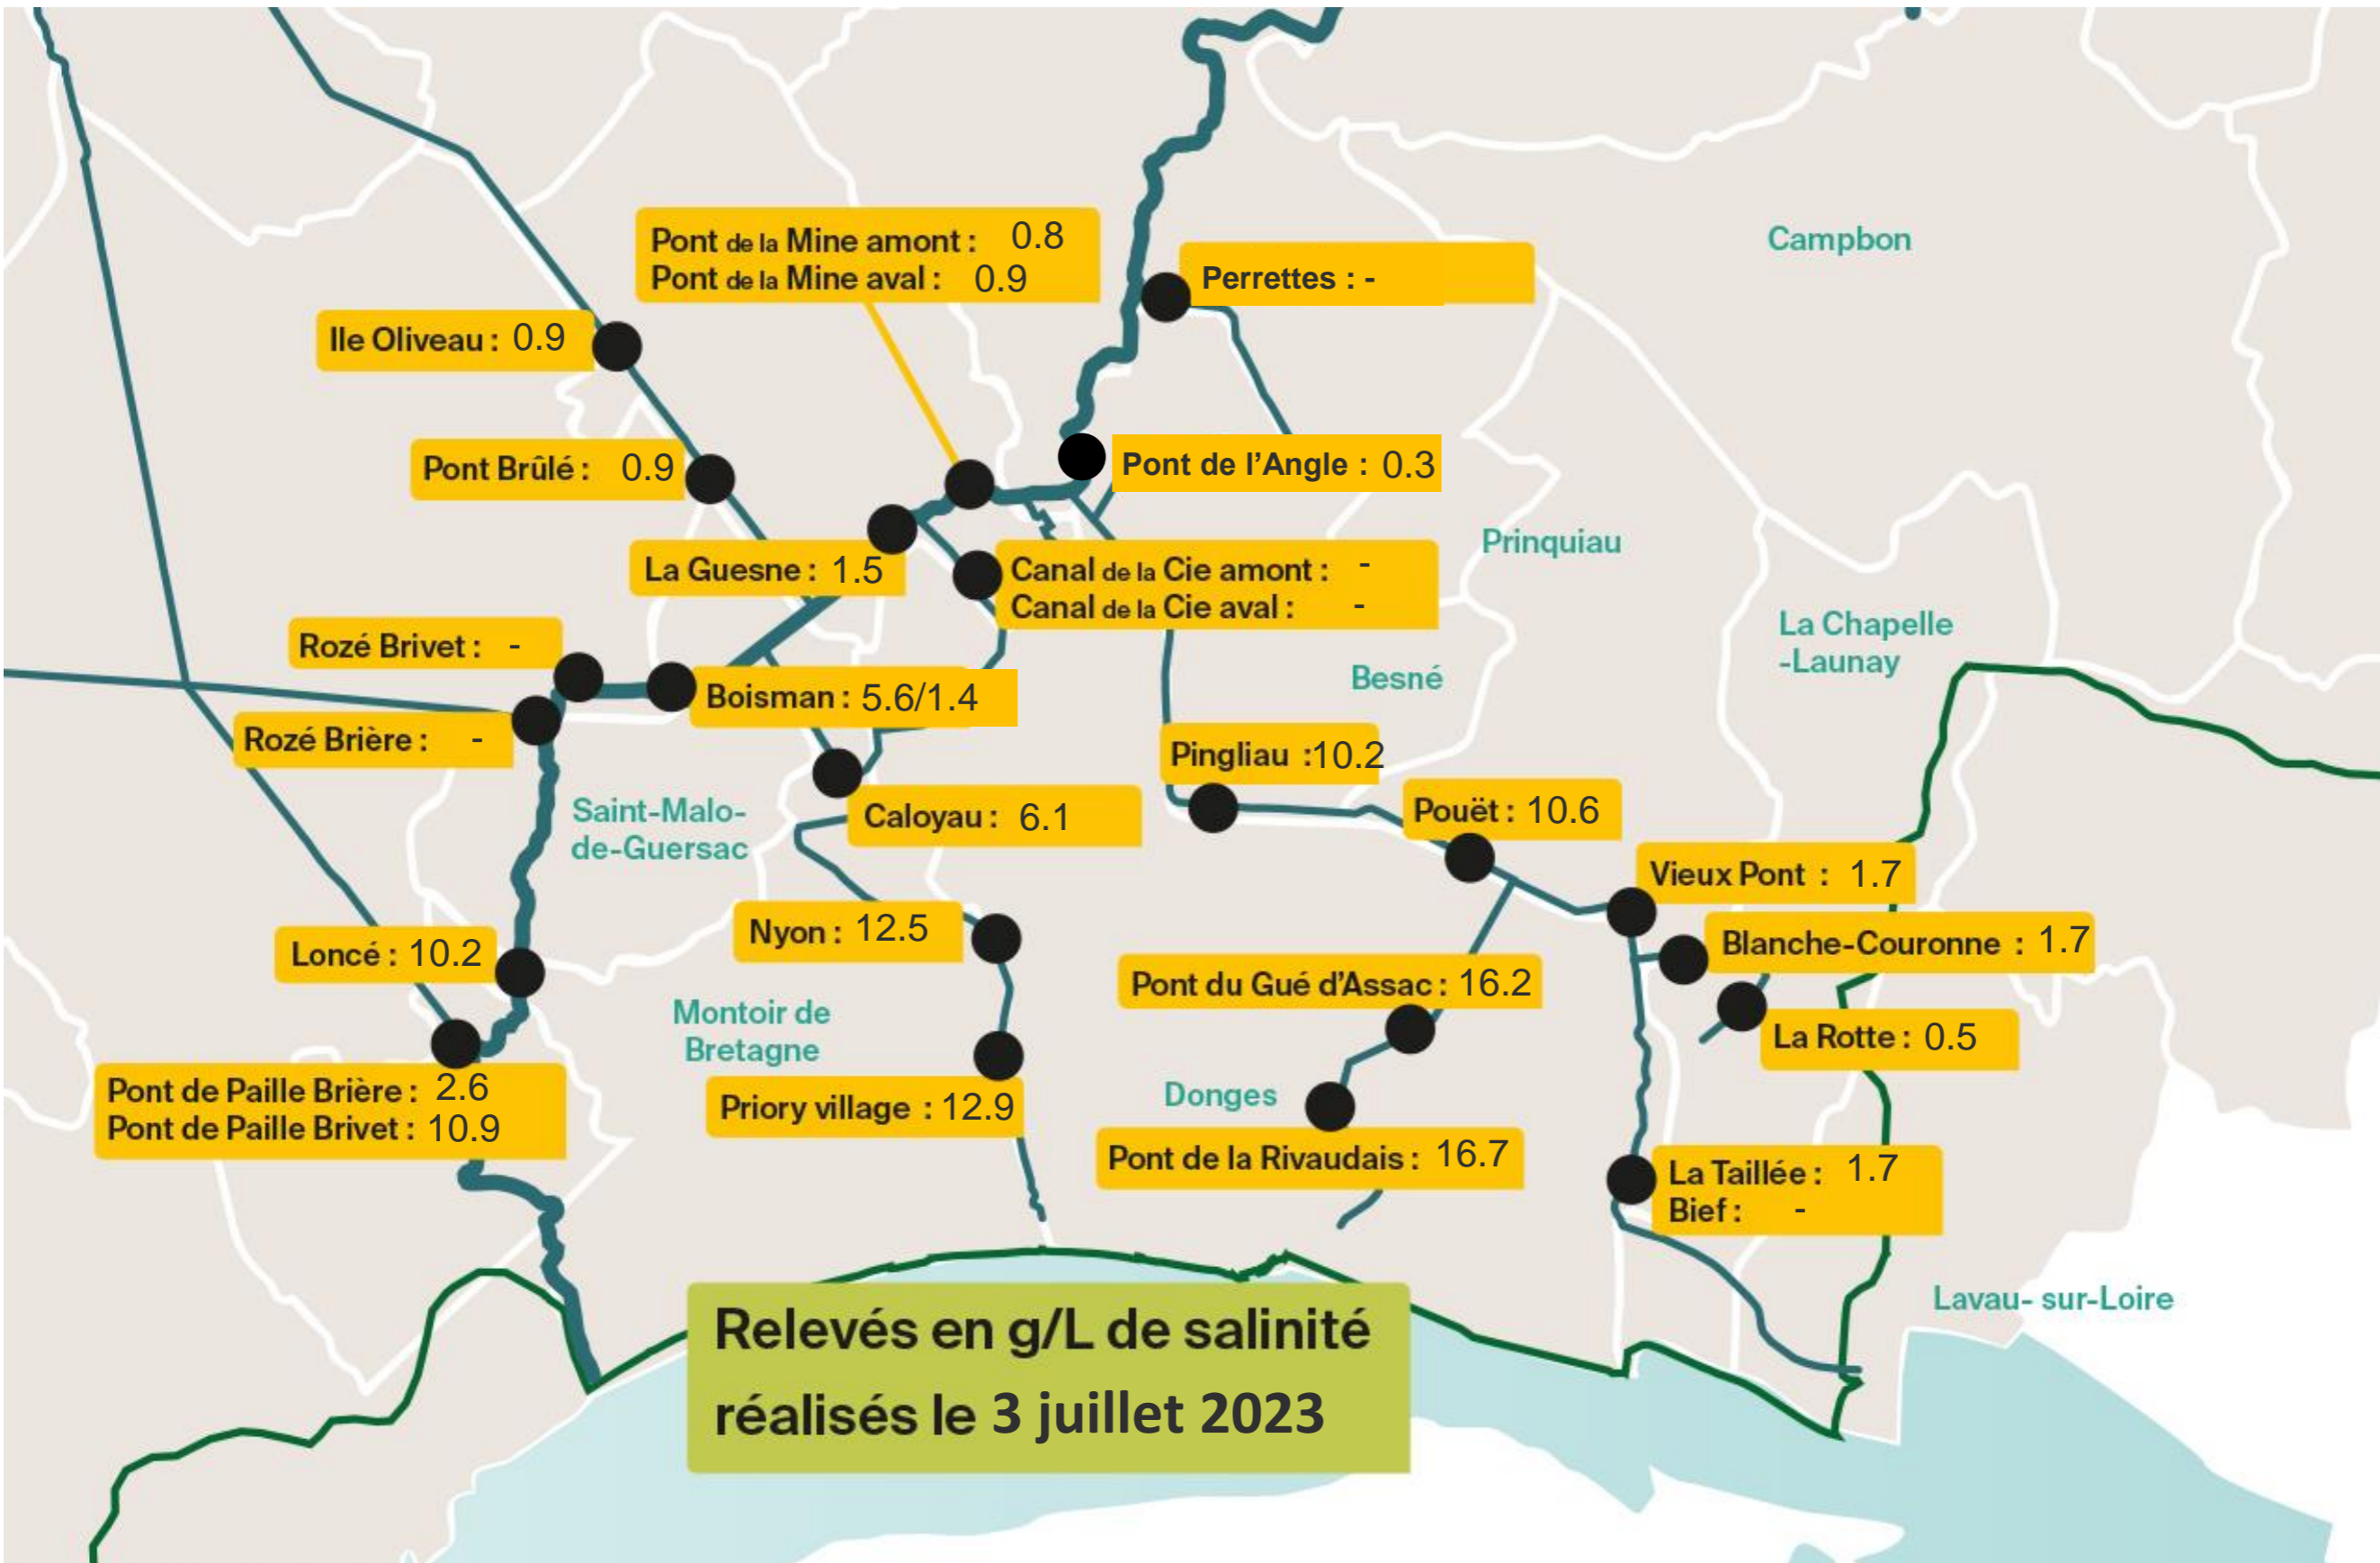 Pont de la Mine amont : 0.8
Pont de la Mine aval : 0.9
Campbon
Perrettes : -
Ile Oliveau : 0.9
Pont Brûlé : 0.9
Pont de l'Angle : 0.3
Prinquiau
La Guesne : 1.5
Canal de la Cie amont : -
Canal de la Cie aval : -
La Chapelle
-Launay
Rozé Brivet : -
Besné
Boisman : 5.6/1.4
Rozé Brière : -
Pingliau :10.2
Saint-Malo-
de-Guersac
Caloyau : 6.1
Pouët : 10.6
Vieux Pont : 1.7
Nyon : 12.5
Blanche-Couronne : 1.7
Loncé : 10.2
Pont du Gué d'Assac : 16.2
Montoir de
Bretagne
La Rotte : 0.5
Pont de Paille Brière : 2.6
Pont de Paille Brivet : 10.9
Priory village : 12.9
Donges
Pont de la Rivaudais : 16.7
La Taillée : 1.7
Bief : -
Lavau- sur-Loire
Relevés en g/L de salinité
réalisés le 3 juillet 2023